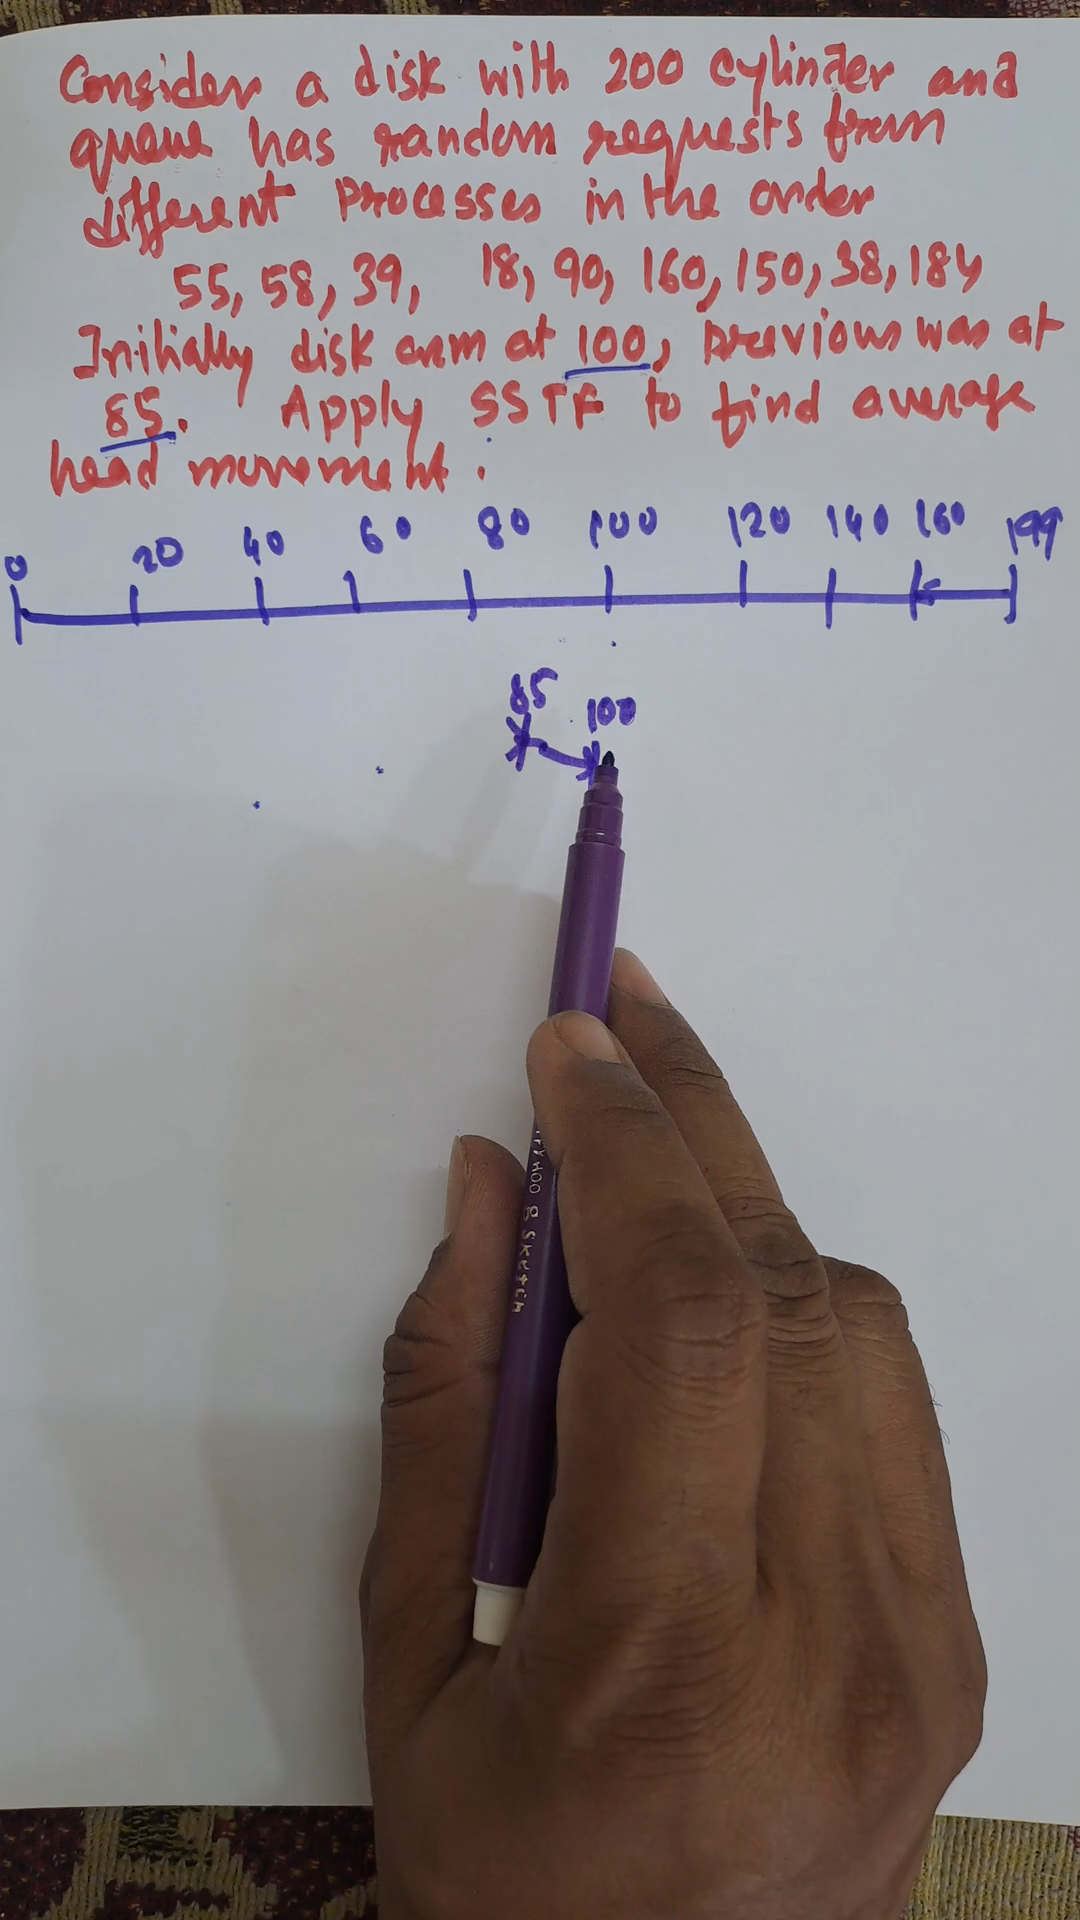 Consider a disk with 200 cylinder and
queue has random requests from
different Processes in the order
55, 58, 39, 18, 90, 160, 150, 38, 184
Initially disk arm at 100, previous was at
85. Apply SSTF to find average
head movement.
0 20 40 60 80 100 120 140 160 199
85 100
SKETCH